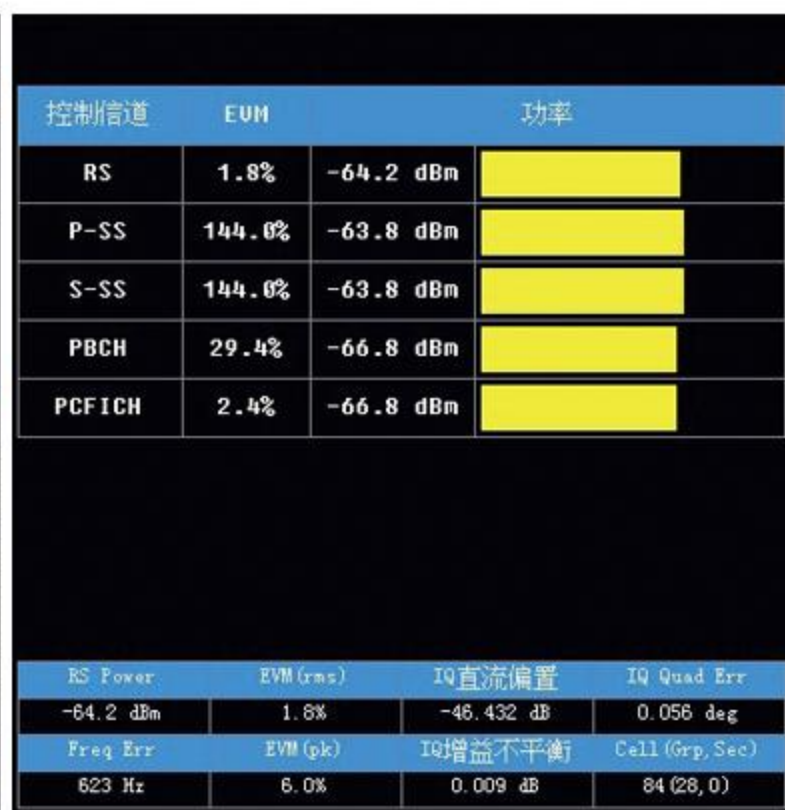 控制信道 EVM 功率
RS 1.8% -64.2 dBm
P-SS 144.0% -63.8 dBm
S-SS 144.0% -63.8 dBm
PBCH 29.4% -66.8 dBm
PCFICH 2.4% -66.8 dBm
RS Power EVM(rms) IQ直流偏置 IQ Quad Err
-64.2 dBm 1.8% -46.432 dB 0.056 deg
Freq Err EVM(pk) IQ增益不平衡 Cell(Grp,Sec)
623 Hz 6.0% 0.009 dB 84(28,0)